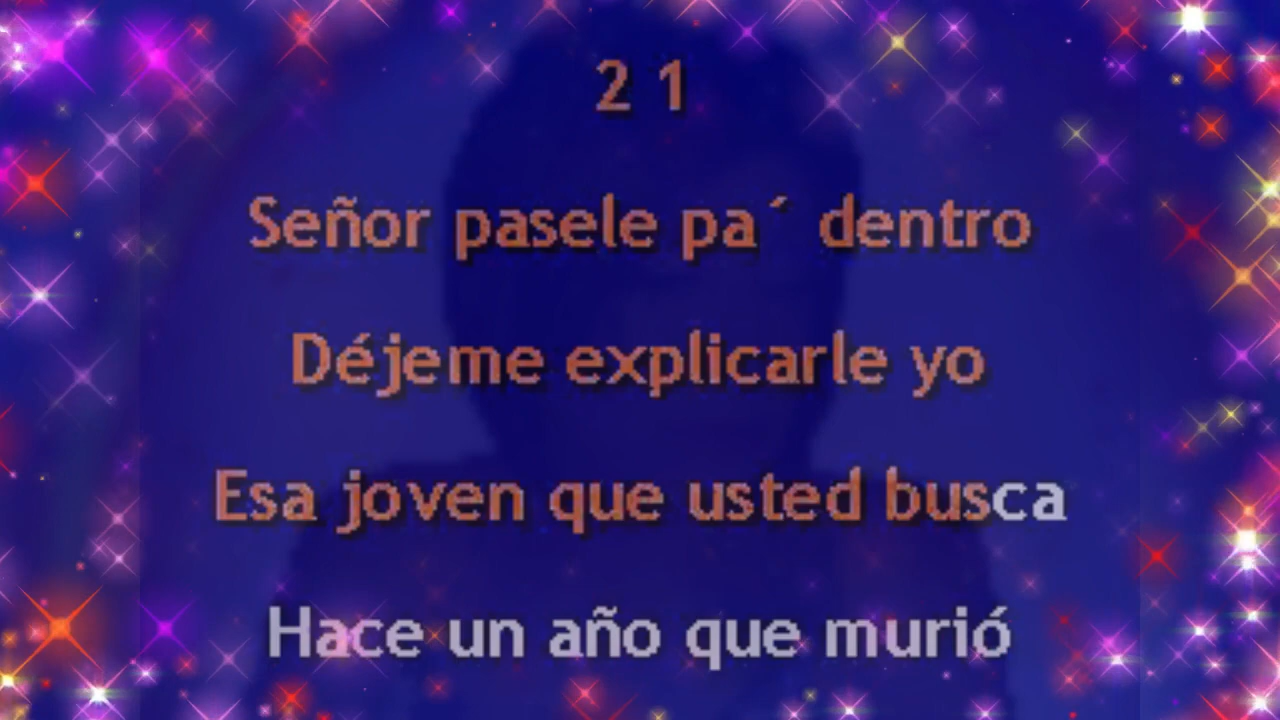 2 1
Señor pasele pa´ dentro
Déjeme explicarle yo
Esa joven que usted busca
Hace un año que murió